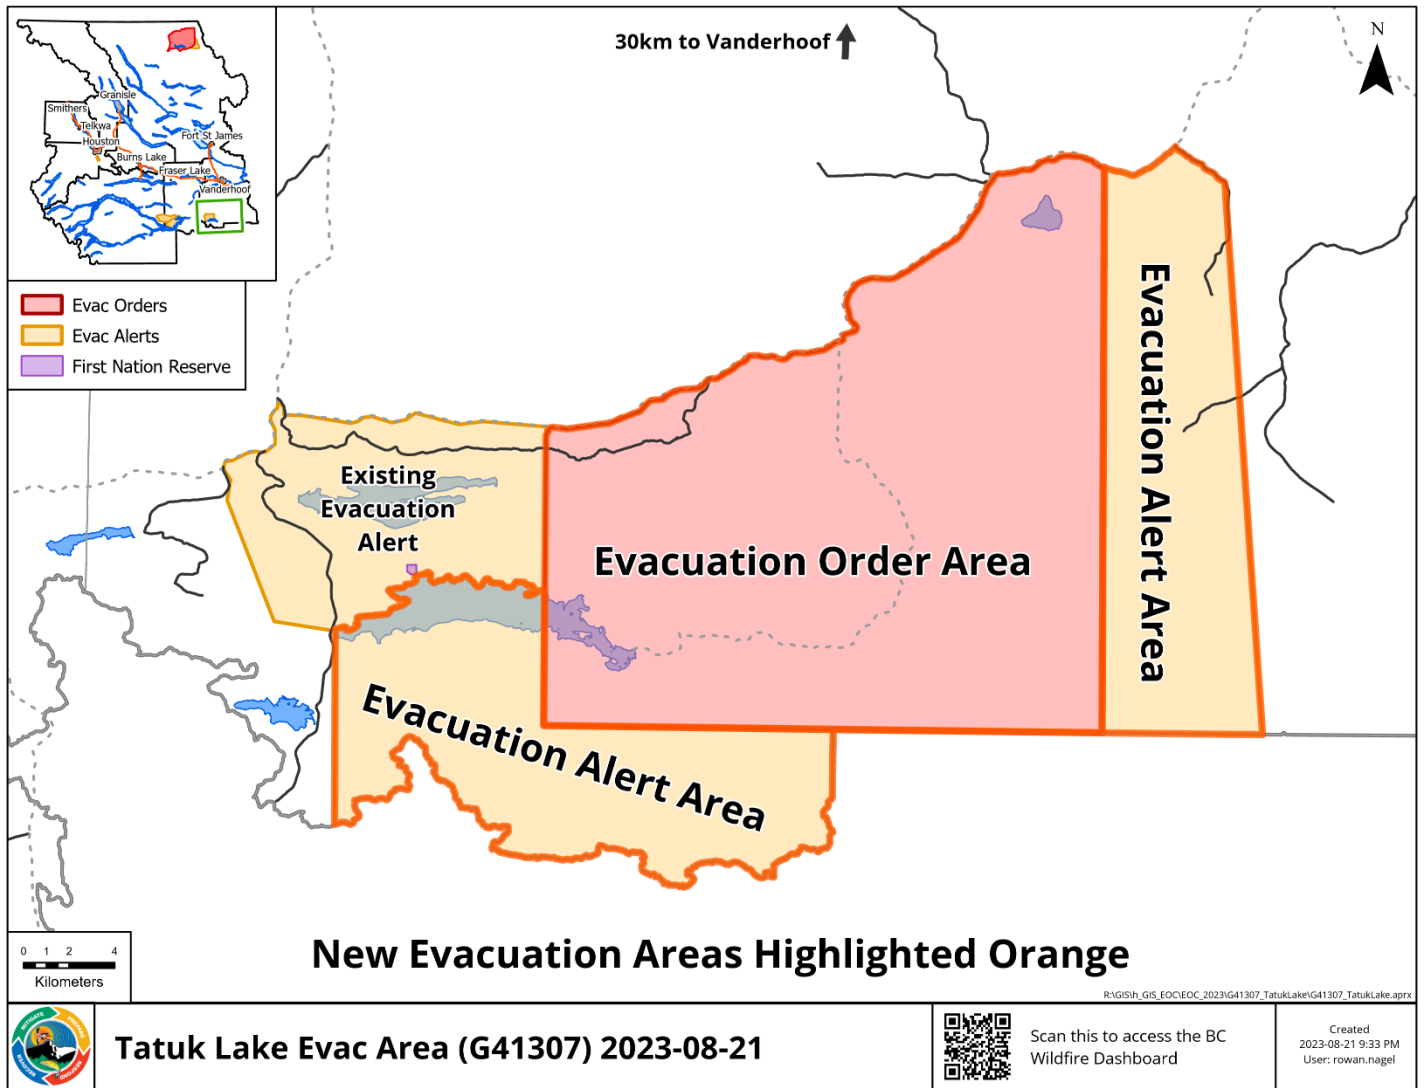 30km to Vanderhoof
N
Granisle
Smithers
Telkwa
Houston
Fort St James
Burns Lake
Fraser Lake
Vanderhoof
Evac Orders
Evac Alerts
First Nation Reserve
Existing
Evacuation
Alert
Evacuation Order Area
Evacuation Alert Area
Evacuation Alert Area
New Evacuation Areas Highlighted Orange
0 1 2 4
Kilometers
R:\GIS\h_GIS_EOC\EOC_2023\G41307_TatukLake\G41307_TatukLake.aprx
MITIGATE
PREPARE
RESPOND
RECOVER
Tatuk Lake Evac Area (G41307) 2023-08-21
Scan this to access the BC
Wildfire Dashboard
Created
2023-08-21 9:33 PM
User: rowan.nagel